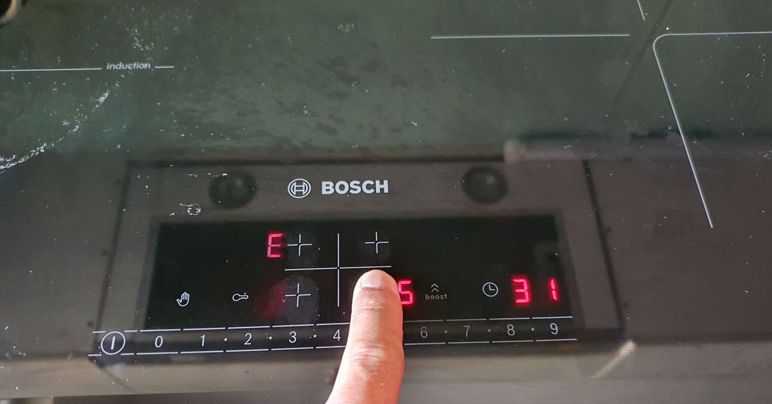 induction
BOSCH
E
5 boost 31
0 1 2 3 4 6 7 8 9